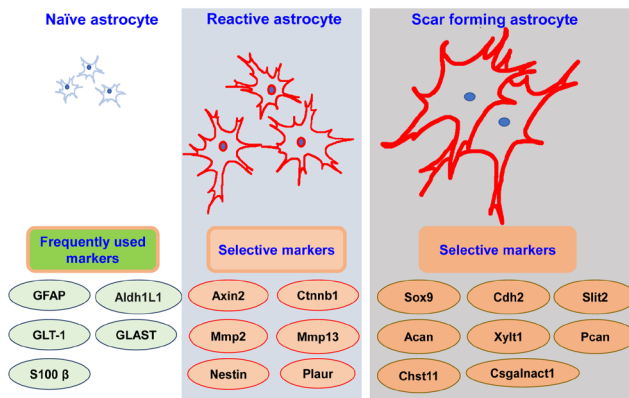 Naïve astrocyte
Reactive astrocyte
Scar forming astrocyte
Frequently used
markers
Selective markers
Selective markers
GFAP
Aldh1L1
GLT-1
GLAST
S100 β
Axin2
Ctnnb1
Mmp2
Mmp13
Nestin
Plaur
Sox9
Cdh2
Slit2
Acan
Xylt1
Pcan
Chst11
Csgalnact1